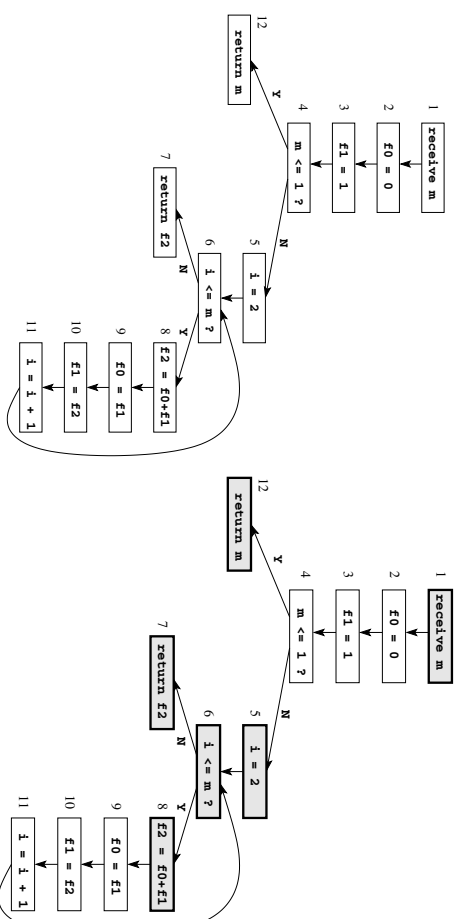 1
receive m
2
f0 = 0
3
f1 = 1
4
m <= 1 ?
Y
N
12
return m
5
i = 2
6
i <= m ?
N
Y
7
return f2
8
f2 = f0+f1
9
f0 = f1
10
f1 = f2
11
i = i + 1
1
receive m
2
f0 = 0
3
f1 = 1
4
m <= 1 ?
Y
N
12
return m
5
i = 2
6
i <= m ?
N
Y
7
return f2
8
f2 = f0+f1
9
f0 = f1
10
f1 = f2
11
i = i + 1